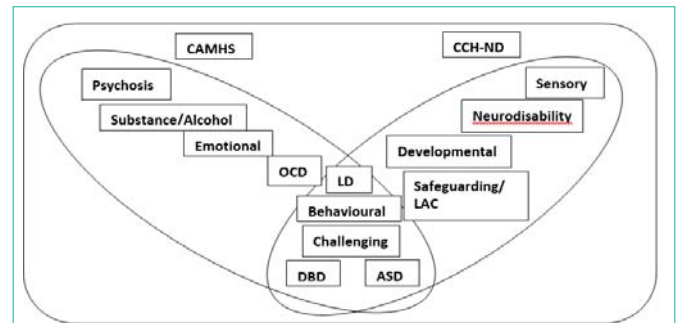 CAMHS
CCH-ND
Psychosis
Sensory
Substance/Alcohol
Neurodisability
Emotional
Developmental
OCD
LD
Safeguarding/
LAC
Behavioural
Challenging
DBD
ASD